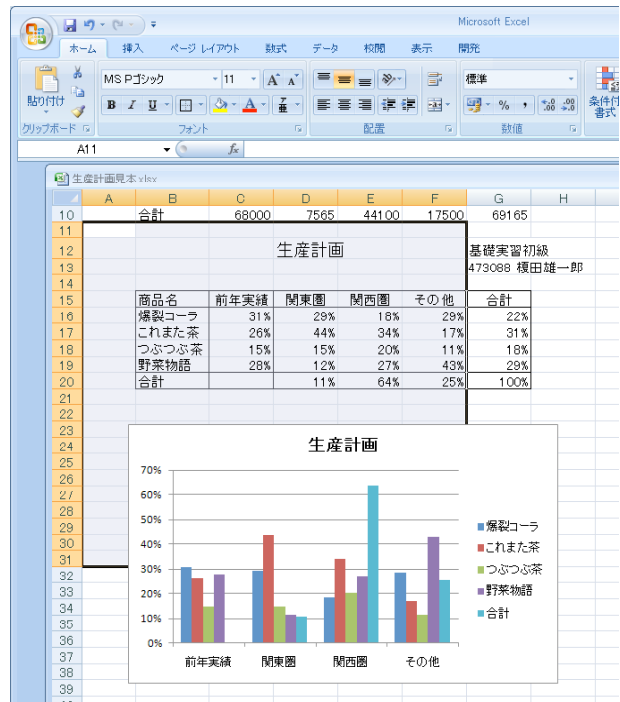 Microsoft Excel
ホーム 挿入 ページ レイアウト 数式 データ 校閲 表示 開発
貼り付け MS Pゴシック 11 A A 標準 条件付 書式
B I U A % , .0 .00 .00 .0
クリップボード フォント 配置 数値
A11 fx
生産計画見本.xlsx
A B C D E F G H
10 合計 68000 7565 44100 17500 69165
11
12 生産計画 基礎実習初級
13 473088 榎田雄一郎
14
15 商品名 前年実績 関東圏 関西圏 その他 合計
16 爆裂コーラ 31% 29% 18% 29% 22%
17 これまた茶 26% 44% 34% 17% 31%
18 つぶつぶ茶 15% 15% 20% 11% 18%
19 野菜物語 28% 12% 27% 43% 29%
20 合計 11% 64% 25% 100%
21
22
23
24
25
26
27
28
29
30
31
32
33
34
35
36
37
38
39
生産計画
70%
60%
50%
40%
30%
20%
10%
0%
前年実績 関東圏 関西圏 その他
爆裂コーラ
これまた茶
つぶつぶ茶
野菜物語
合計